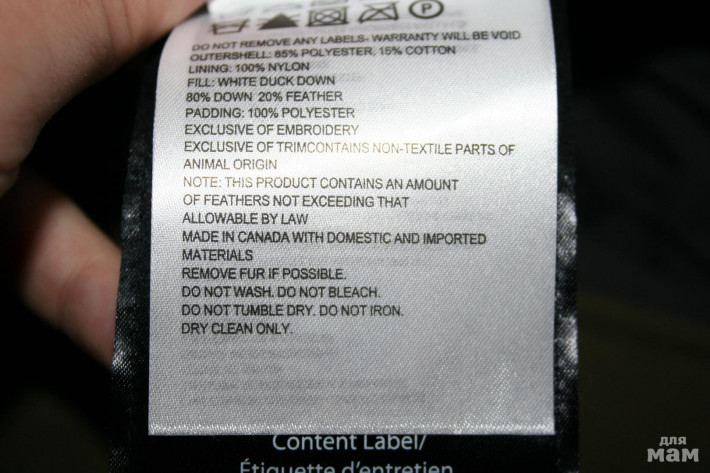 DO NOT REMOVE ANY LABELS- WARRANTY WILL BE VOID
OUTERSHELL: 85% POLYESTER, 15% COTTON
LINING: 100% NYLON
FILL: WHITE DUCK DOWN
80% DOWN 20% FEATHER
PADDING: 100% POLYESTER
EXCLUSIVE OF EMBROIDERY
EXCLUSIVE OF TRIMCONTAINS NON-TEXTILE PARTS OF
ANIMAL ORIGIN
NOTE: THIS PRODUCT CONTAINS AN AMOUNT
OF FEATHERS NOT EXCEEDING THAT
ALLOWABLE BY LAW
MADE IN CANADA WITH DOMESTIC AND IMPORTED
MATERIALS
REMOVE FUR IF POSSIBLE.
DO NOT WASH. DO NOT BLEACH.
DO NOT TUMBLE DRY. DO NOT IRON.
DRY CLEAN ONLY.
Content Label/
Étiquette d'entretien
для
мам